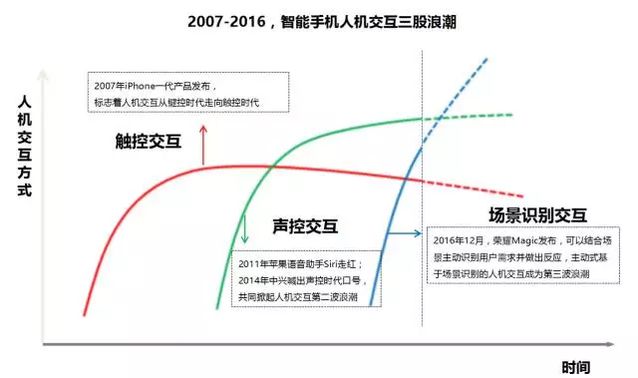 2007-2016，智能手机人机交互三股浪潮
人机交互方式
2007年iPhone一代产品发布，
标志着人机交互从键控时代走向触控时代
触控交互
声控交互
2011年苹果语音助手Siri走红；
2014年中兴喊出声控时代口号，
共同掀起人机交互第二波浪潮
场景识别交互
2016年12月，荣耀Magic发布，可以结合场
景主动识别用户需求并做出反应，主动式基
于场景识别的人机交互成为第三波浪潮
时间